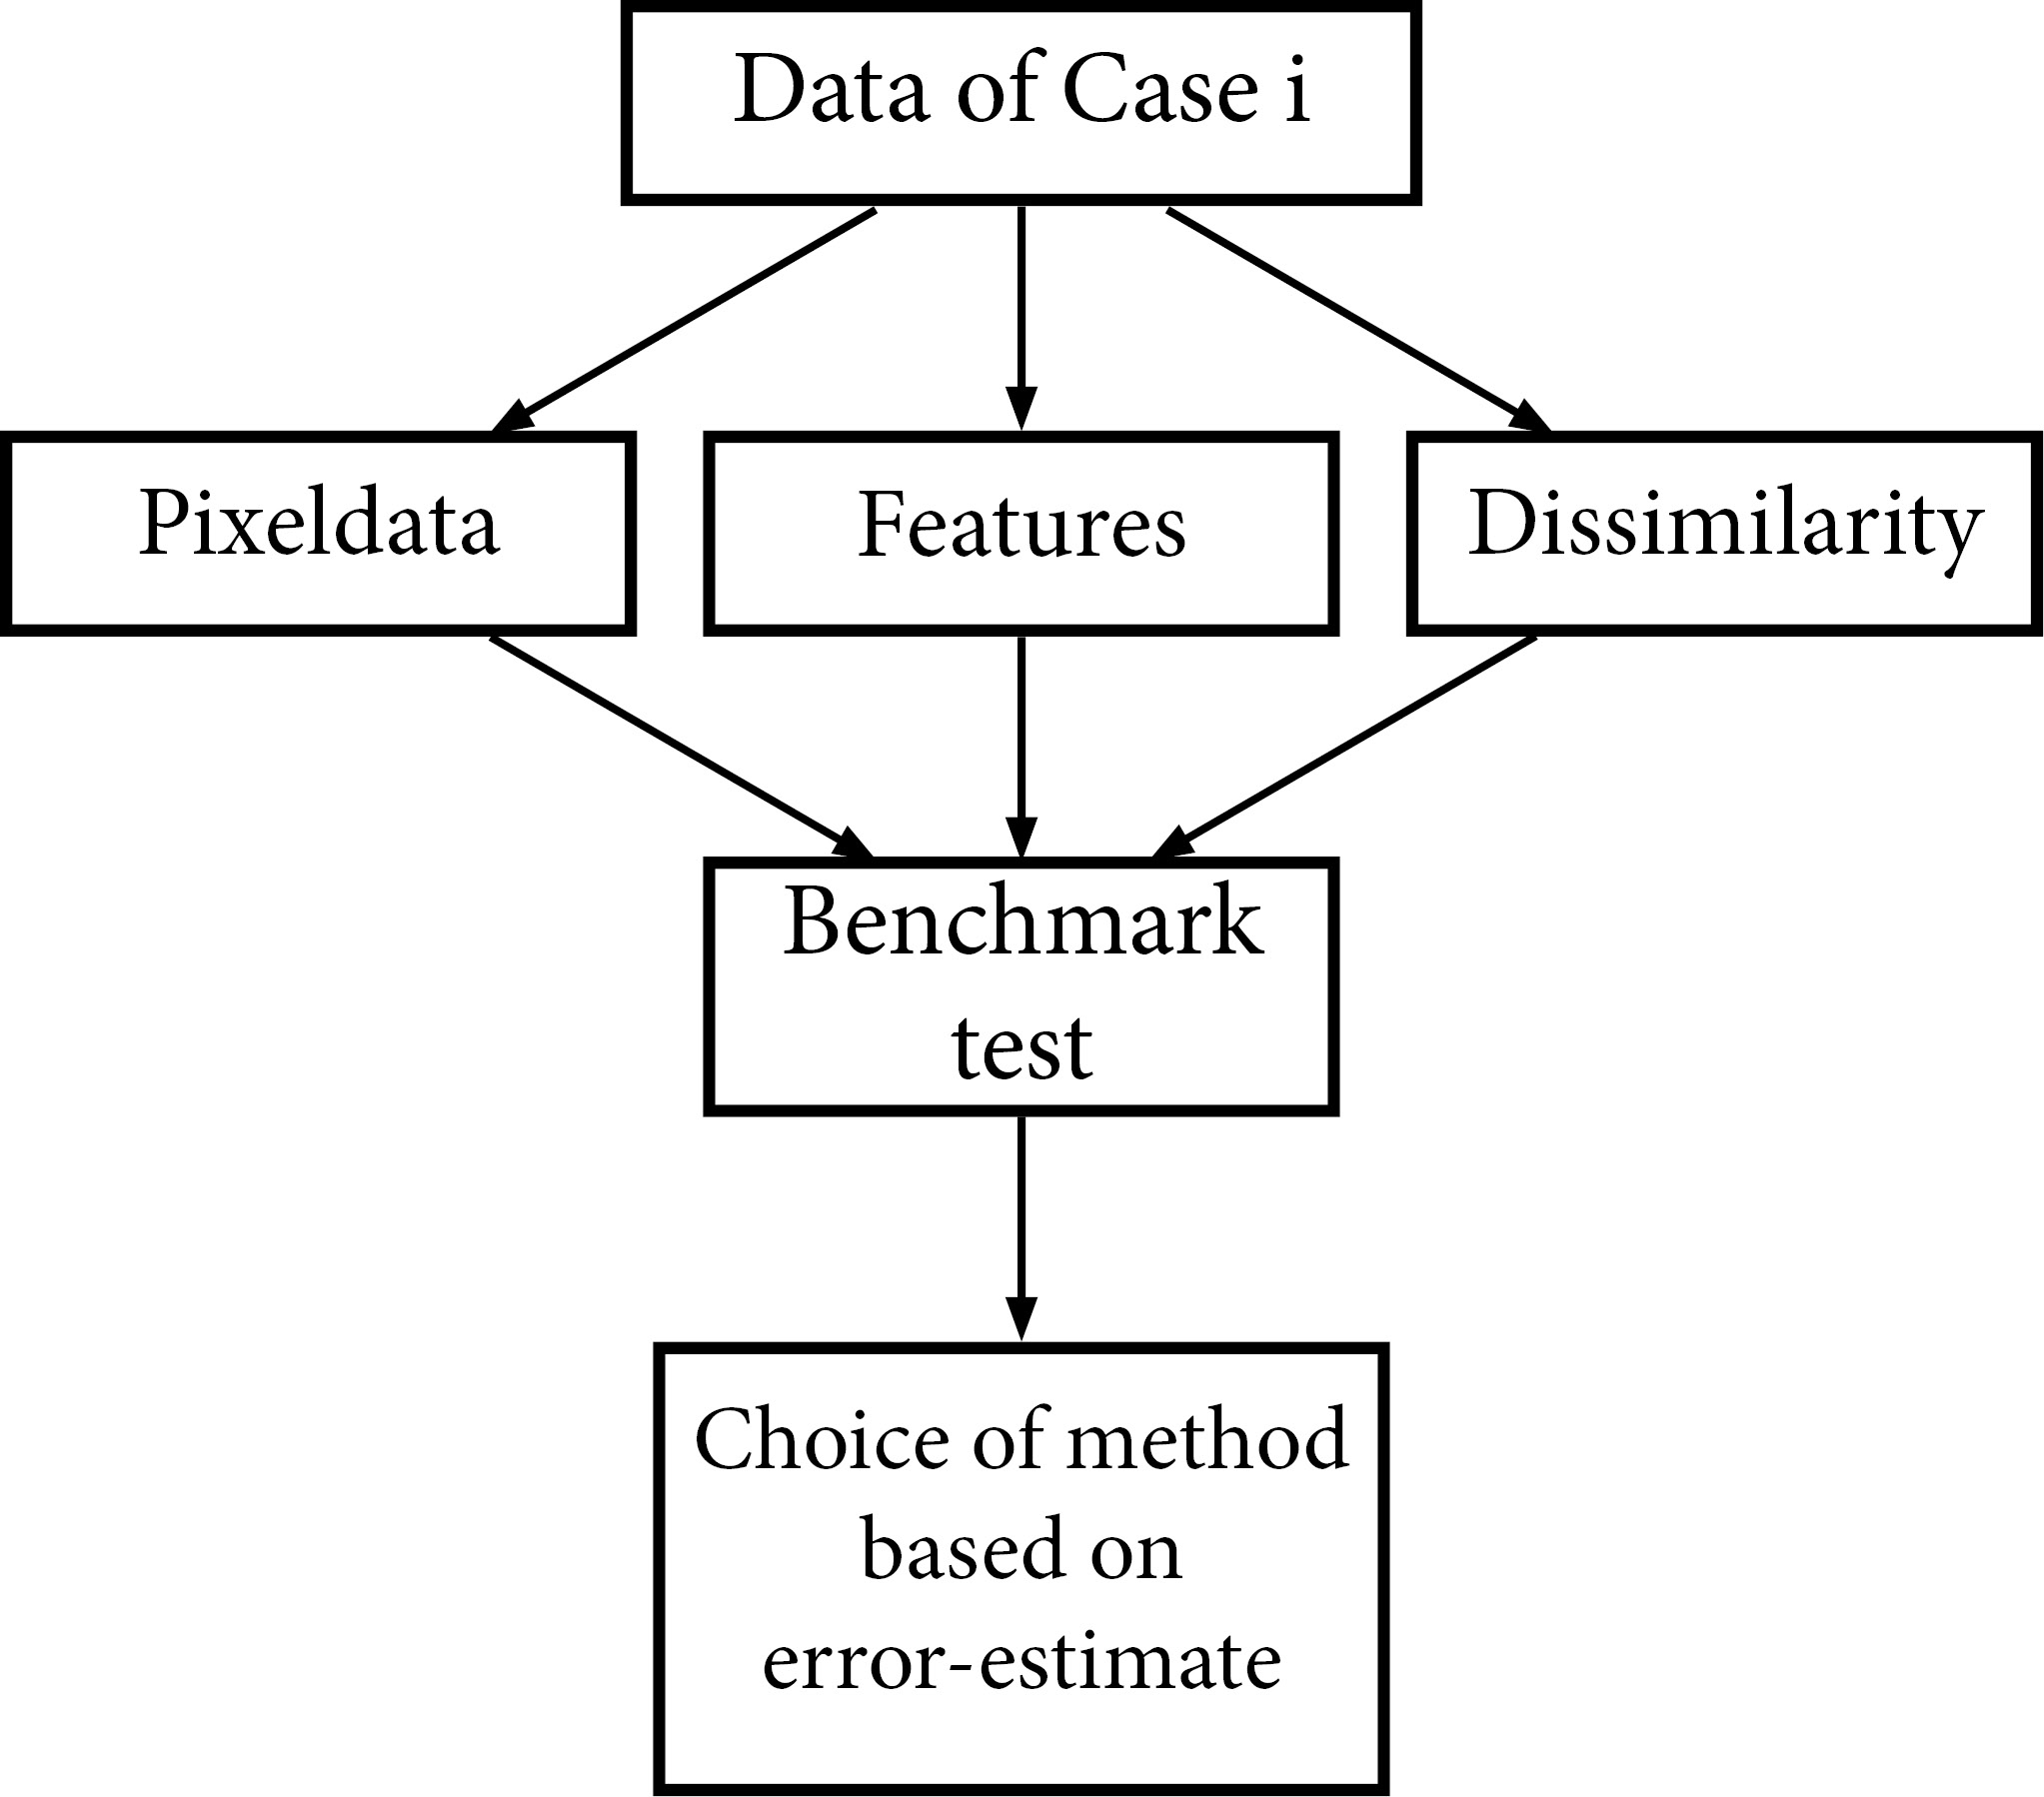 Data of Case i
Pixeldata
Features
Dissimilarity
Benchmark
test
Choice of method
based on
error-estimate